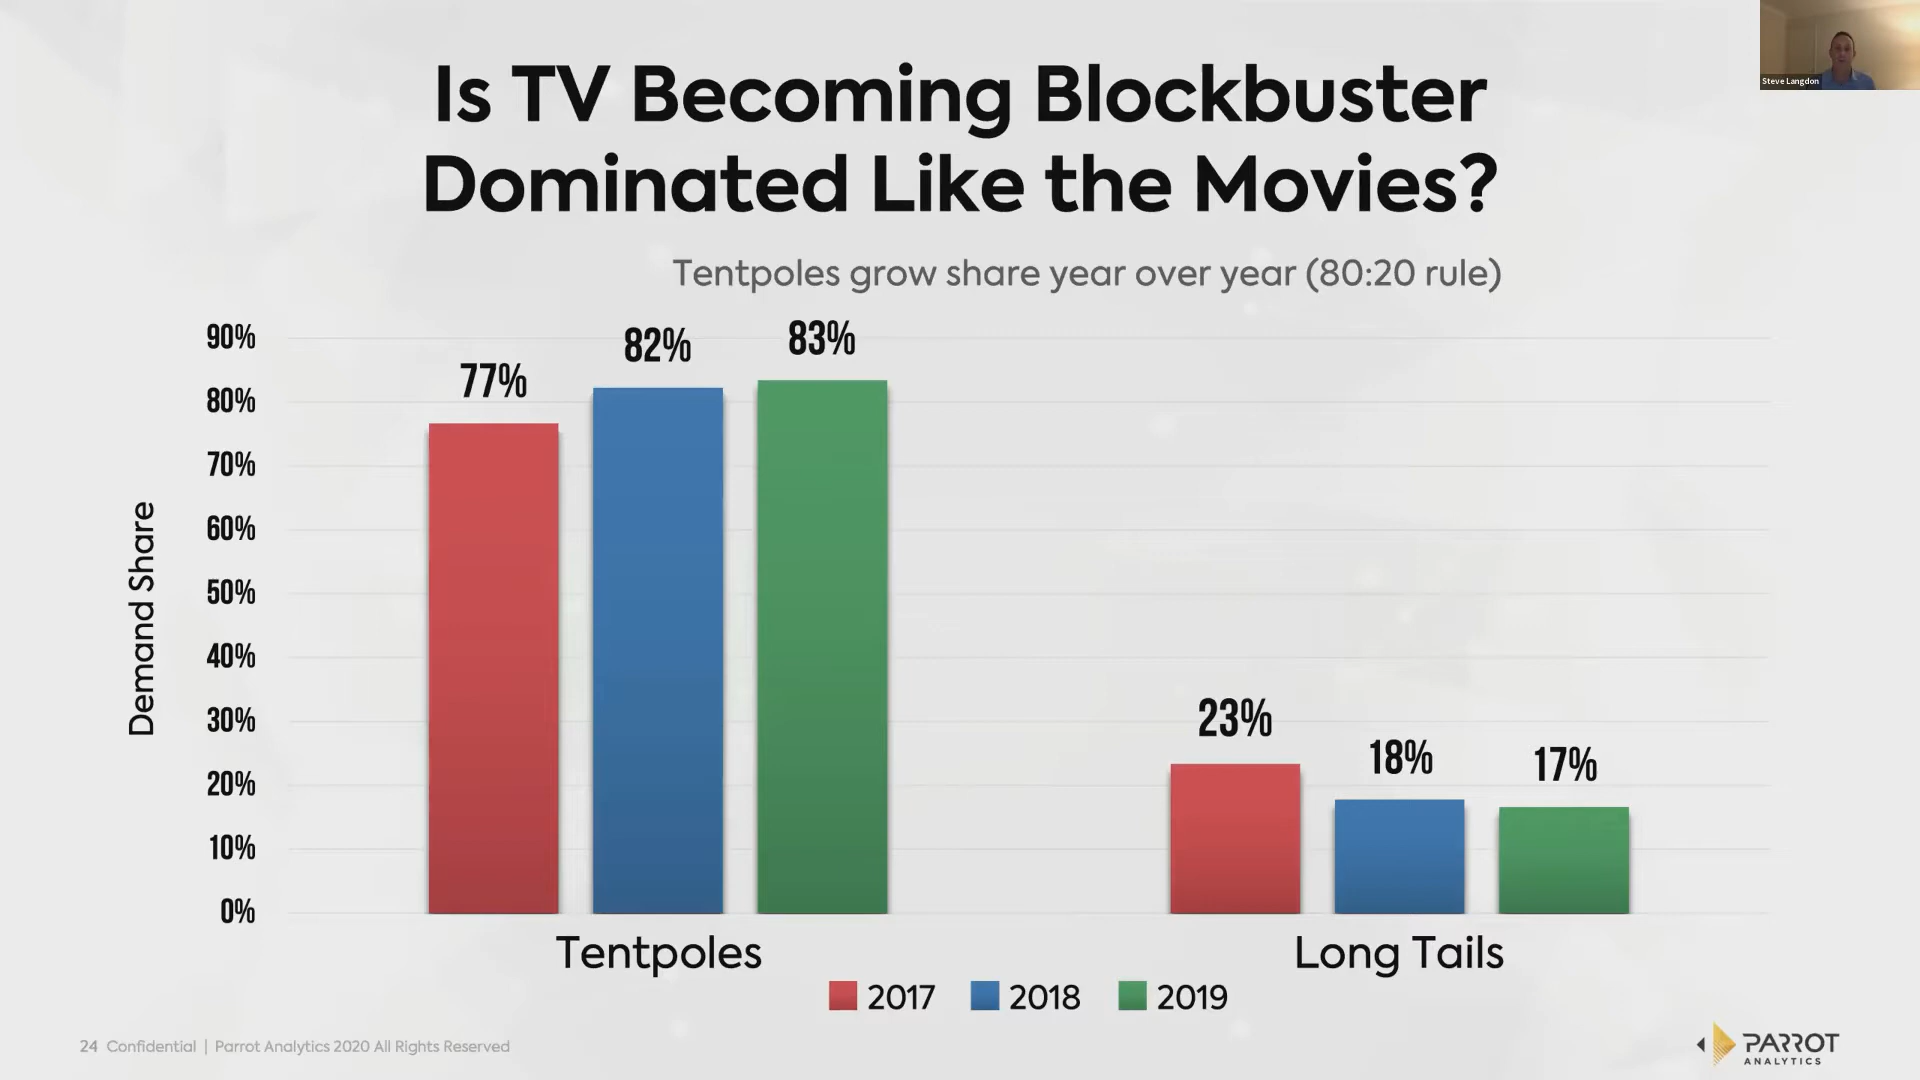 Is TV Becoming Blockbuster
Dominated Like the Movies?
Steve Langdon
Tentpoles grow share year over year (80:20 rule)
90%
80%
70%
60%
50%
40%
30%
20%
10%
0%
Demand Share
77%
82%
83%
23%
18%
17%
Tentpoles
Long Tails
2017
2018
2019
24 Confidential | Parrot Analytics 2020 All Rights Reserved
PARROT
ANALYTICS